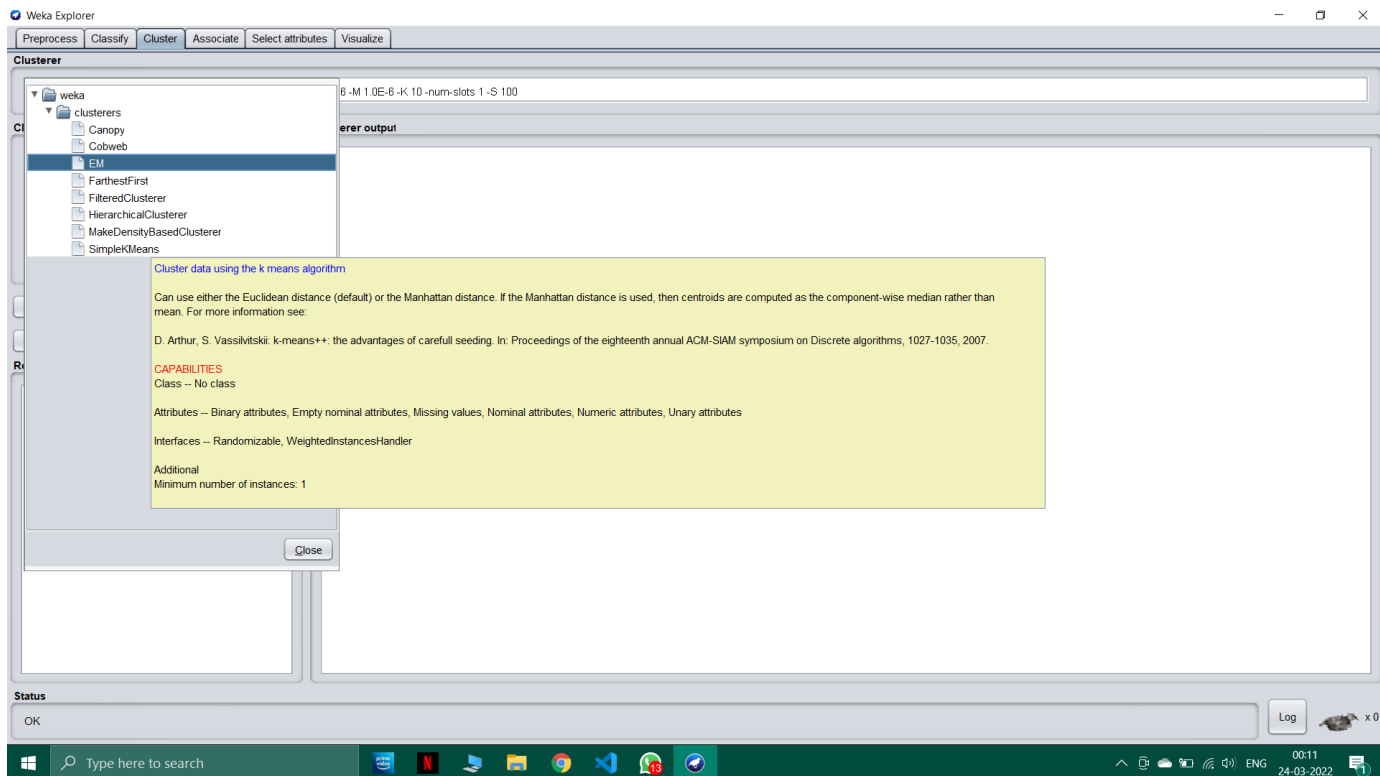 Weka Explorer
Preprocess Classify Cluster Associate Select attributes Visualize
Clusterer
6 -M 1.0E-6 -K 10 -num-slots 1 -S 100
weka
clusterers
Canopy
Cobweb
EM
FarthestFirst
FilteredClusterer
HierarchicalClusterer
MakeDensityBasedClusterer
SimpleKMeans
Cl
erer output
Cluster data using the k means algorithm
Can use either the Euclidean distance (default) or the Manhattan distance. If the Manhattan distance is used, then centroids are computed as the component-wise median rather than
mean. For more information see:
D. Arthur, S. Vassilvitskii: k-means++: the advantages of carefull seeding. In: Proceedings of the eighteenth annual ACM-SIAM symposium on Discrete algorithms, 1027-1035, 2007.
CAPABILITIES
Class -- No class
Attributes -- Binary attributes, Empty nominal attributes, Missing values, Nominal attributes, Numeric attributes, Unary attributes
Interfaces -- Randomizable, WeightedInstancesHandler
Additional
Minimum number of instances: 1
Re
Close
Status
OK
Log
x 0
Type here to search
prime video
N
13
ENG
00:11
24-03-2022
1